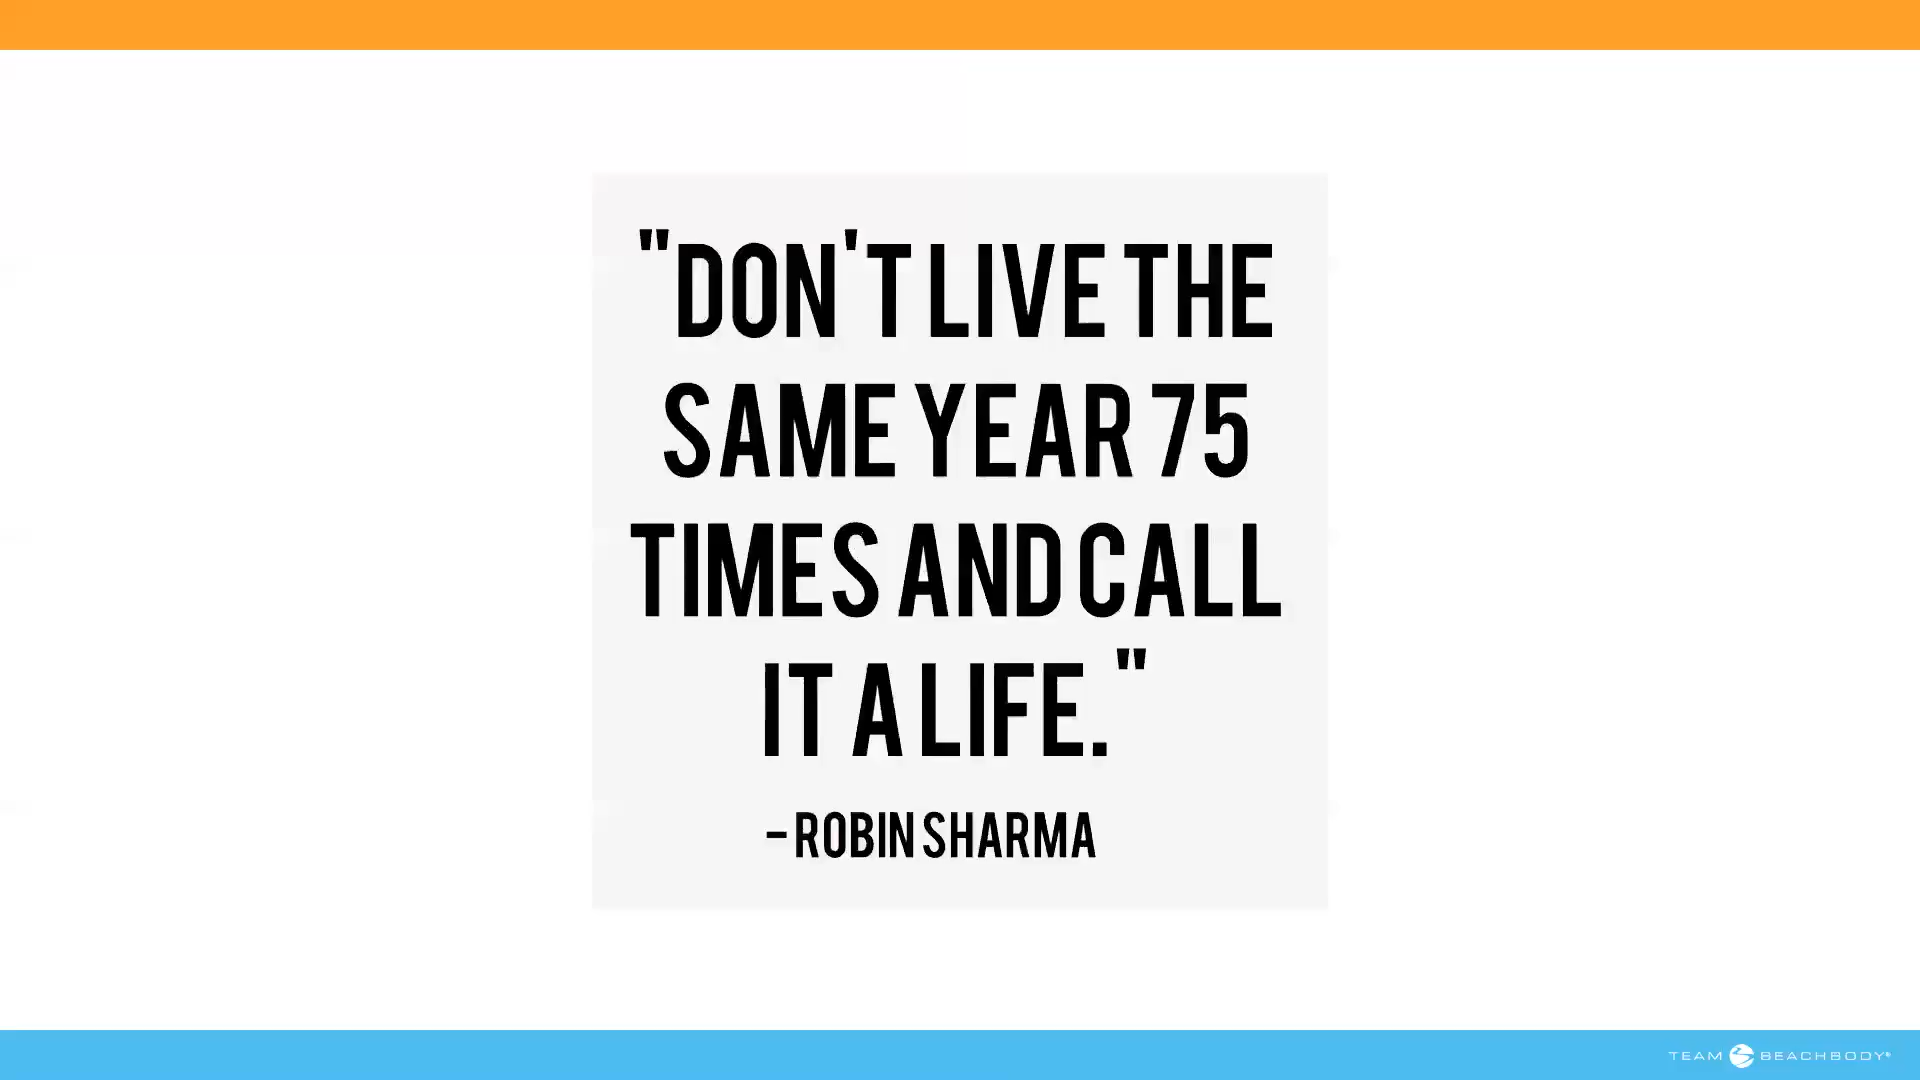 "DON'T LIVE THE
SAME YEAR 75
TIMES AND CALL
IT A LIFE."
- ROBIN SHARMA
TEAM BEACHBODY®